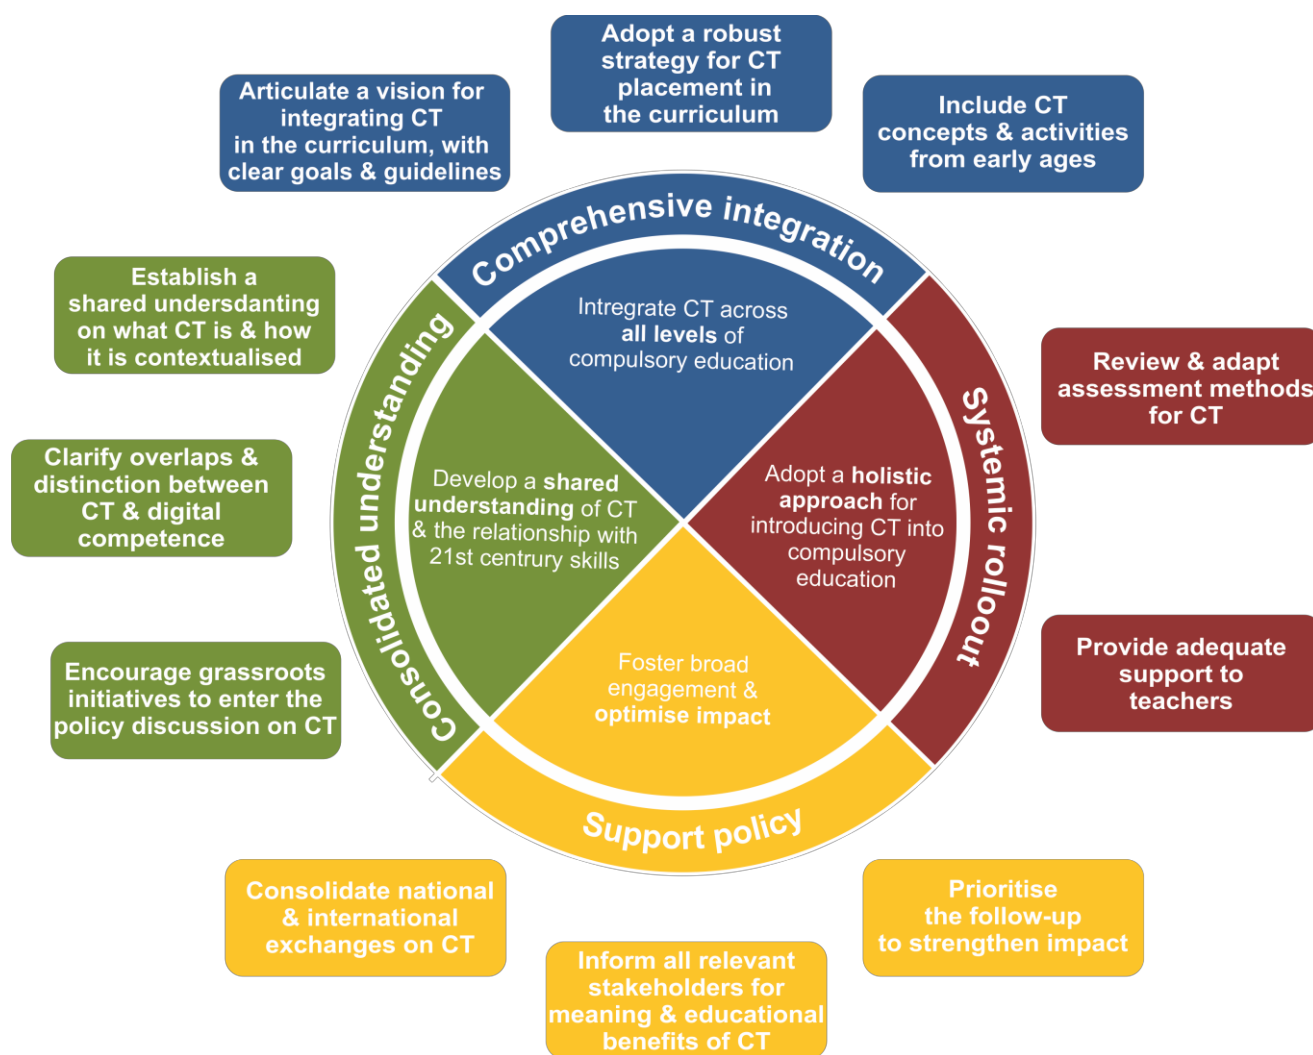 Adopt a robust
strategy for CT
placement in
the curriculum
Articulate a vision for
integrating CT
in the curriculum, with
clear goals & guidelines
Include CT
concepts & activities
from early ages
Comprehensive integration
Intregrate CT across
all levels of
compulsory education
Establish a
shared undersdanting
on what CT is & how
it is contextualised
Clarify overlaps &
distinction between
CT & digital
competence
Encourage grassroots
initiatives to enter the
policy discussion on CT
Consolidated understanding
Develop a shared
understanding of CT
& the relationship with
21st centrury skills
Adopt a holistic
approach for
introducing CT into
compulsory
education
Systemic rolloout
Review & adapt
assessment methods
for CT
Provide adequate
support to
teachers
Foster broad
engagement &
optimise impact
Support policy
Consolidate national
& international
exchanges on CT
Inform all relevant
stakeholders for
meaning & educational
benefits of CT
Prioritise
the follow-up
to strengthen impact